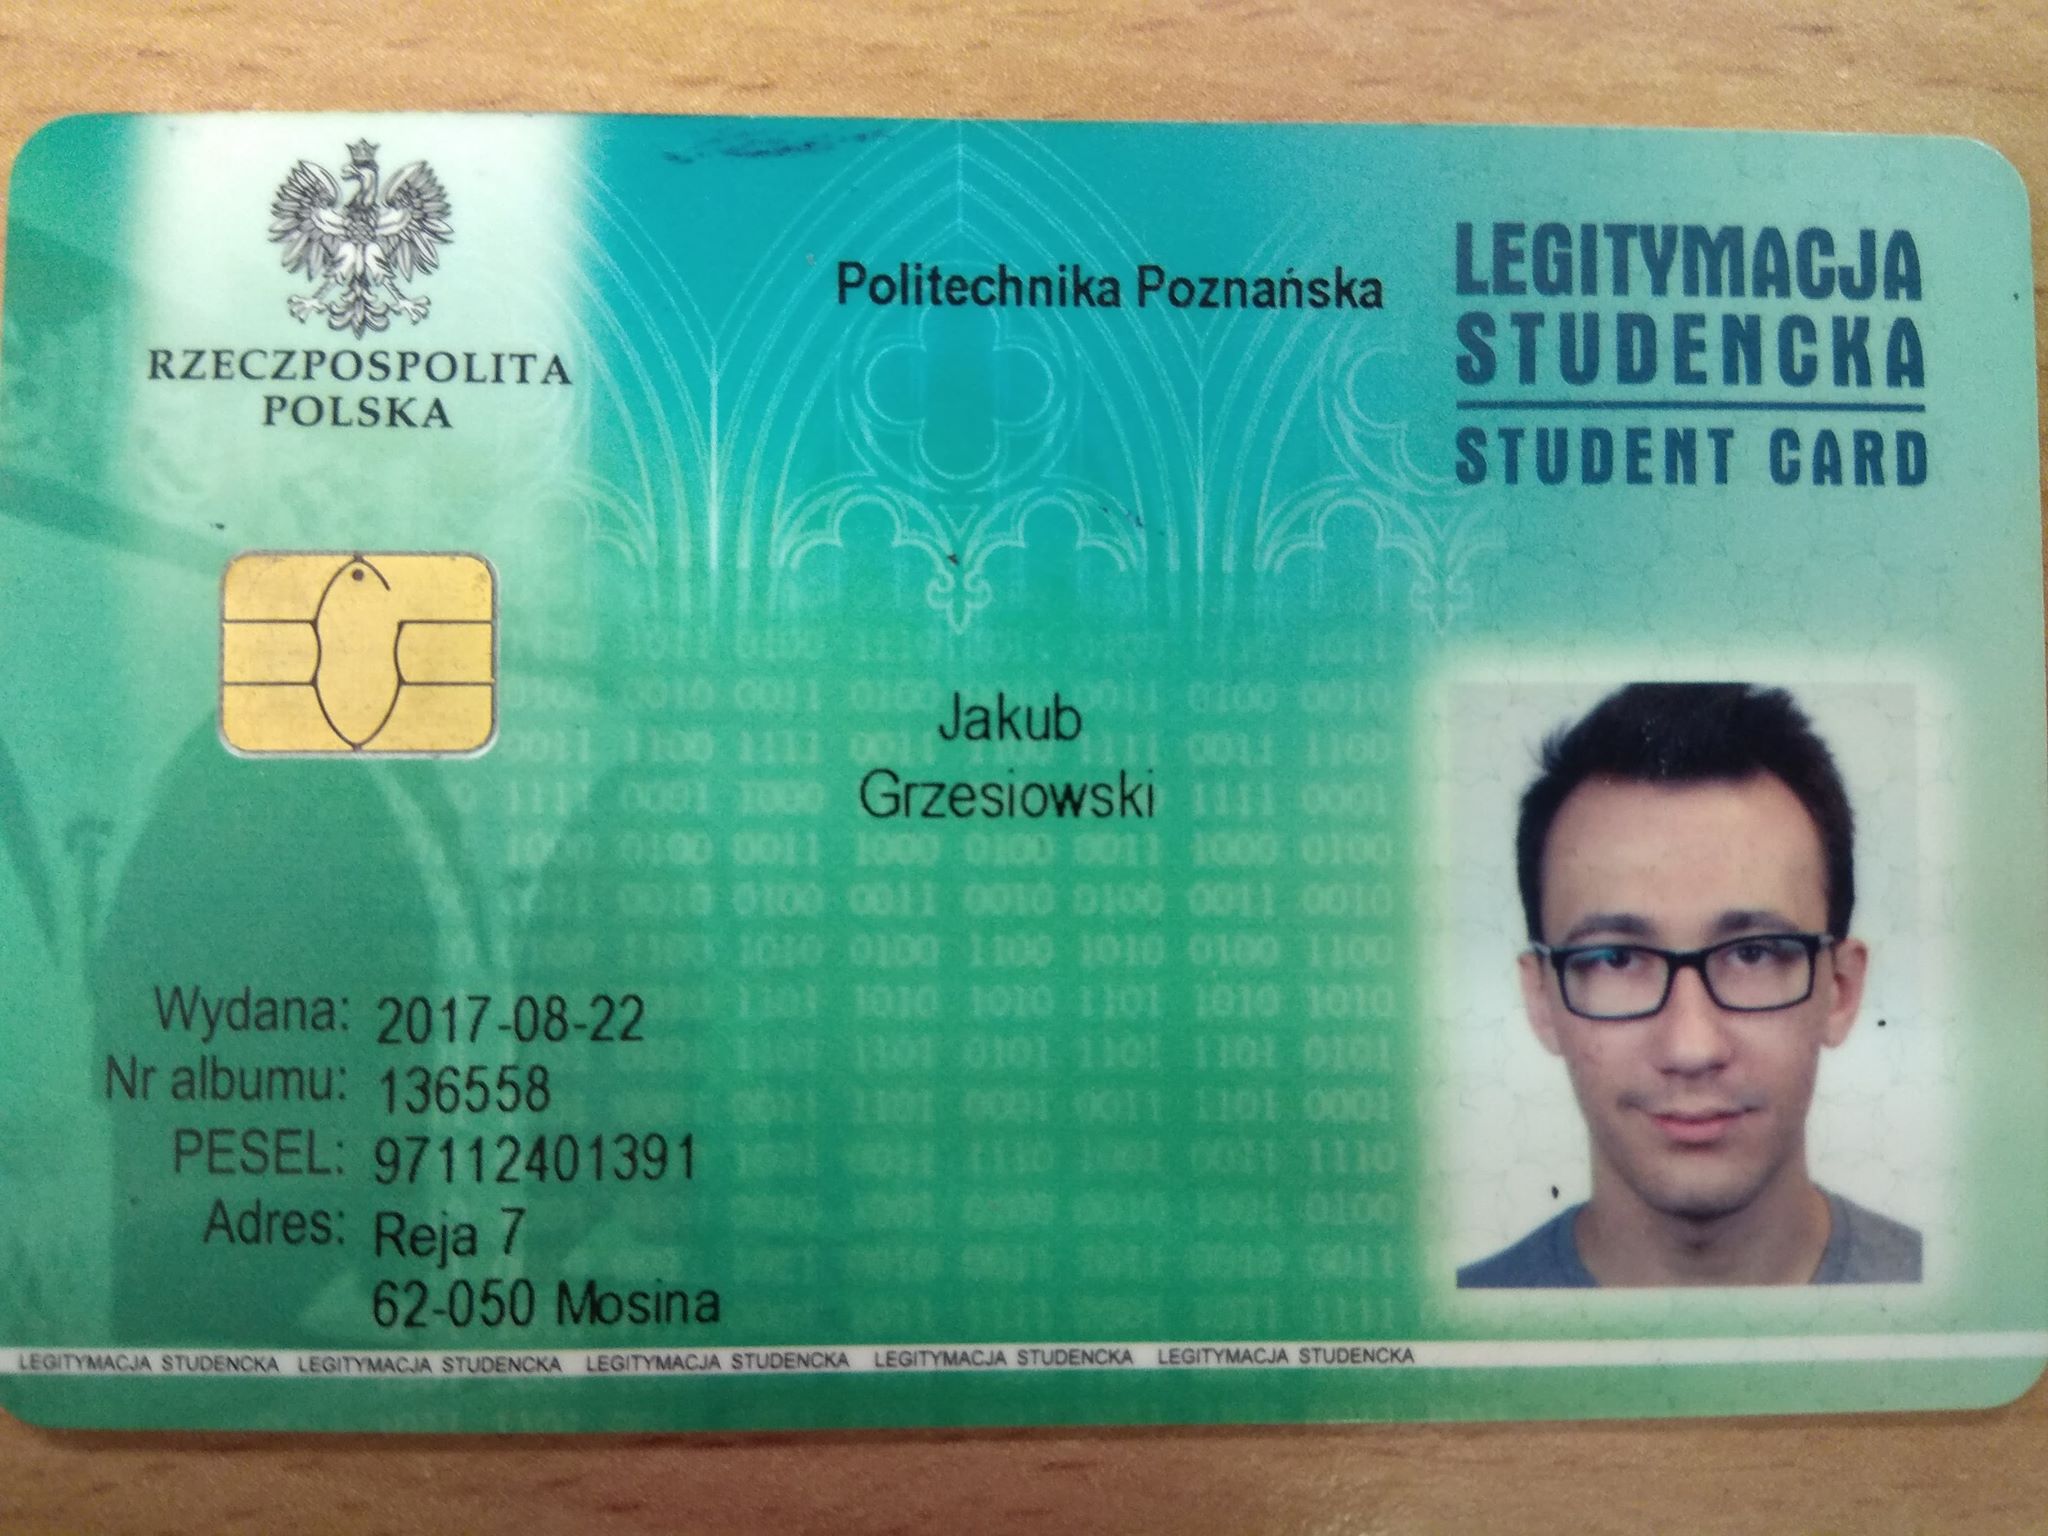 RZECZPOSPOLITA
POLSKA
Politechnika Poznańska
LEGITYMACJA
STUDENCKA
STUDENT CARD
Jakub
Grzesiowski
Wydana: 2017-08-22
Nr albumu: 136558
PESEL: 97112401391
Adres: Reja 7
62-050 Mosina
LEGITYMACJA STUDENCKA LEGITYMACJA STUDENCKA LEGITYMACJA STUDENCKA LEGITYMACJA STUDENCKA LEGITYMACJA STUDENCKA